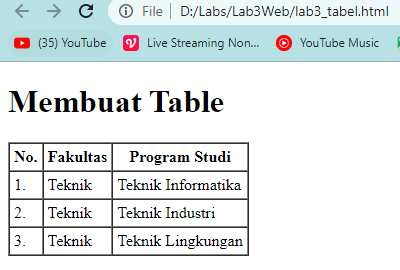 File D:/Labs/Lab3Web/lab3_tabel.html
(35) YouTube Live Streaming Non... YouTube Music
Membuat Table
No. Fakultas Program Studi
1. Teknik Teknik Informatika
2. Teknik Teknik Industri
3. Teknik Teknik Lingkungan